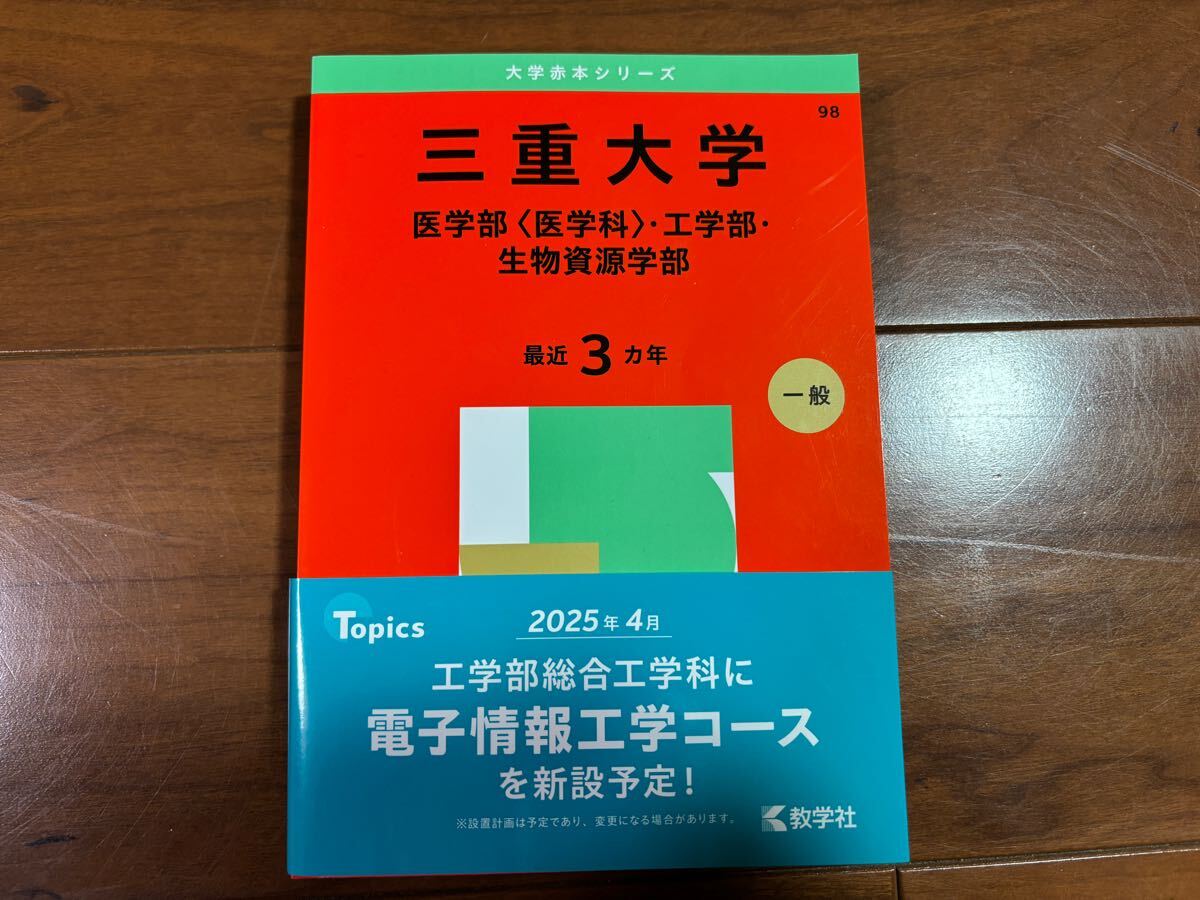 大学赤本シリーズ
98
三重大学
医学部〈医学科〉・工学部・
生物資源学部
最近3カ年
一般
Topics
2025年4月
工学部総合工学科に
電子情報工学コース
を新設予定!
※設置計画は予定であり、変更になる場合があります。
教学社